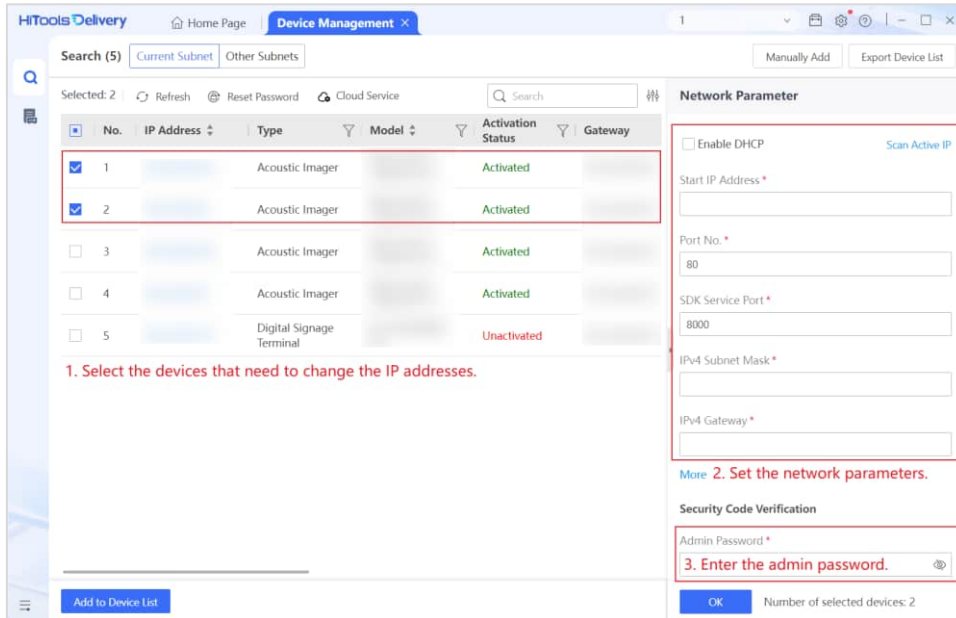 HiTools Delivery
Home Page
Device Management ×
1
Search (5)
Current Subnet
Other Subnets
Manually Add
Export Device List
Selected: 2
Refresh
Reset Password
Cloud Service
Search
Network Parameter
No.
IP Address
Type
Model
Activation Status
Gateway
1 Acoustic Imager Activated
2 Acoustic Imager Activated
3 Acoustic Imager Activated
4 Acoustic Imager Activated
5 Digital Signage Terminal Unactivated
1. Select the devices that need to change the IP addresses.
Enable DHCP
Scan Active IP
Start IP Address *
Port No. *
80
SDK Service Port *
8000
IPv4 Subnet Mask *
IPv4 Gateway *
More
2. Set the network parameters.
Security Code Verification
Admin Password *
3. Enter the admin password.
Add to Device List
OK
Number of selected devices: 2